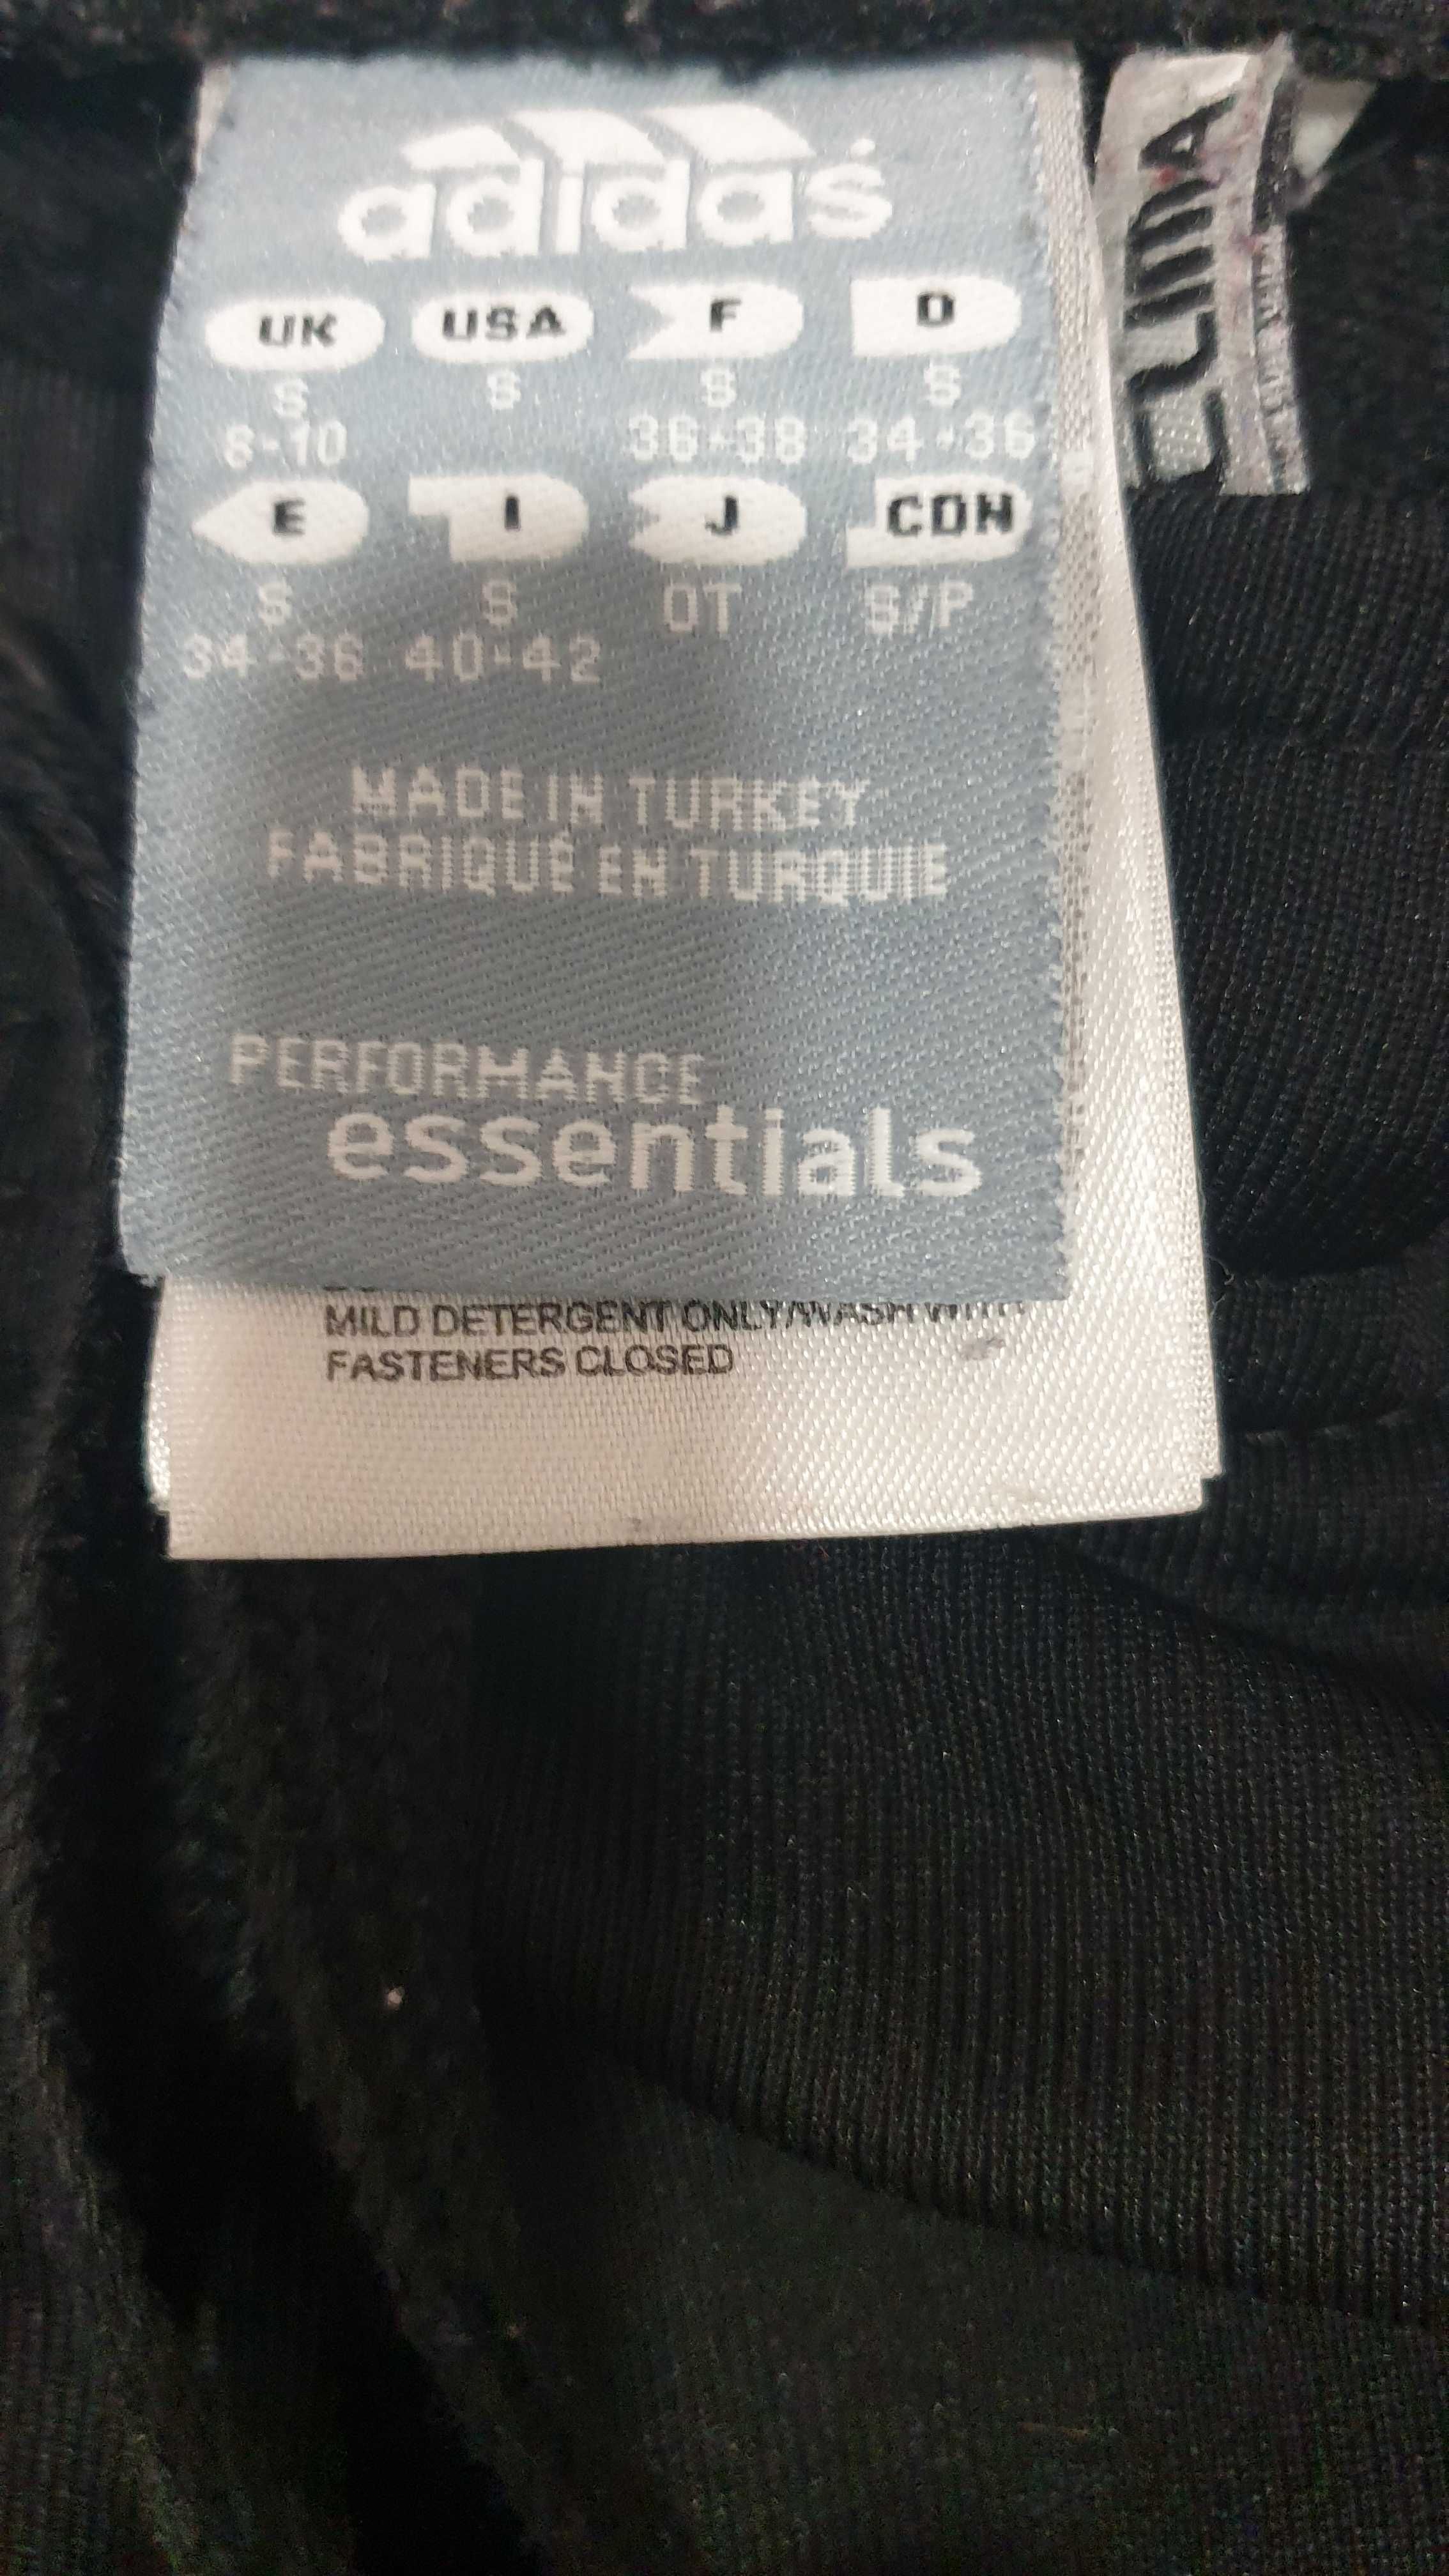 adidas
UK USA F D
S S S S
8-10 36-38 34-36
E I J CDN
S S OT S/P
34-36 40-42
MADE IN TURKEY
FABRIQUÉ EN TURQUIE
PERFORMANCE
essentials
MILD DETERGENT ONLY/WASH WITH
FASTENERS CLOSED
CLIMA